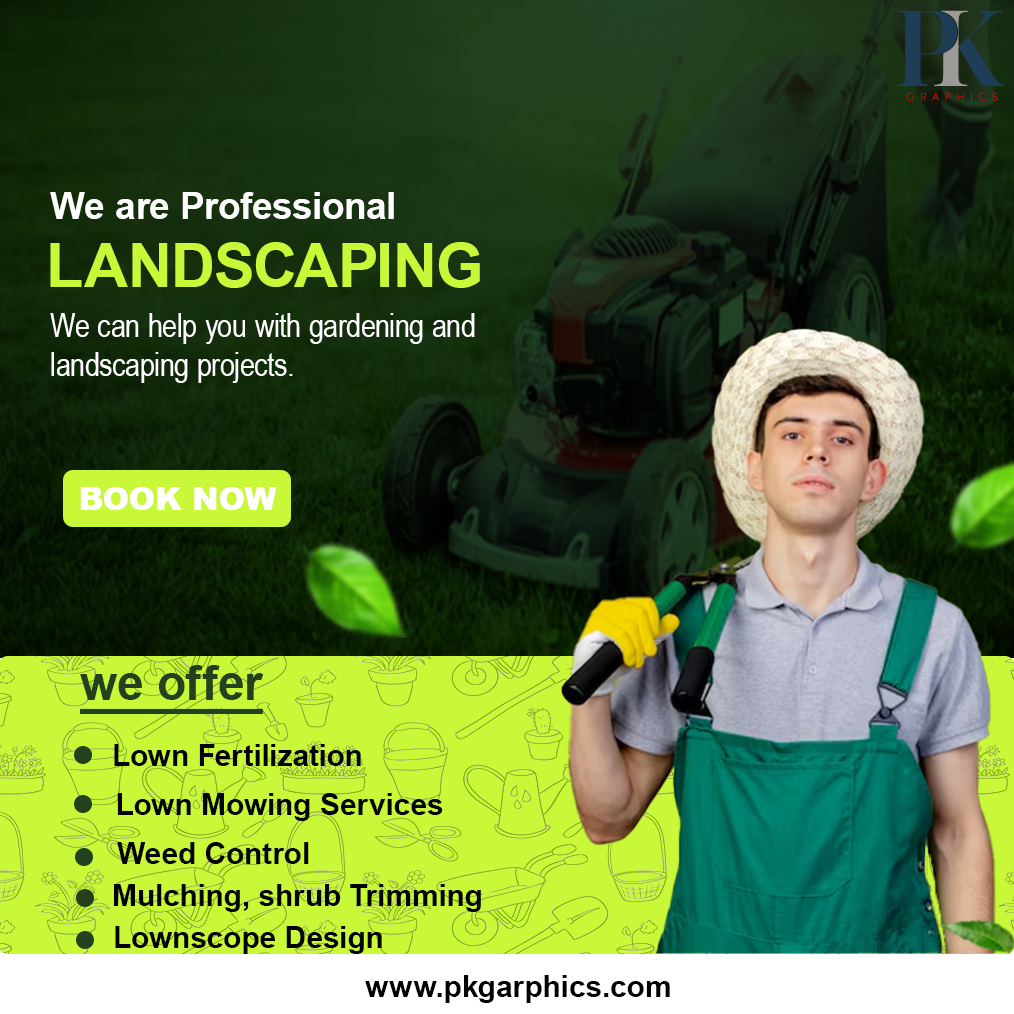 PK
GRAPHICS
We are Professional
LANDSCAPING
We can help you with gardening and
landscaping projects.
BOOK NOW
we offer
Lown Fertilization
Lown Mowing Services
Weed Control
Mulching, shrub Trimming
Lownscope Design
www.pkgarphics.com